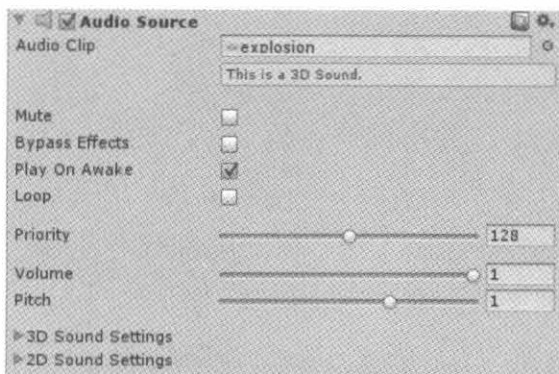 Audio Source
Audio Clip explosion
This is a 3D Sound.
Mute
Bypass Effects
Play On Awake
Loop
Priority 128
Volume 1
Pitch 1
3D Sound Settings
2D Sound Settings